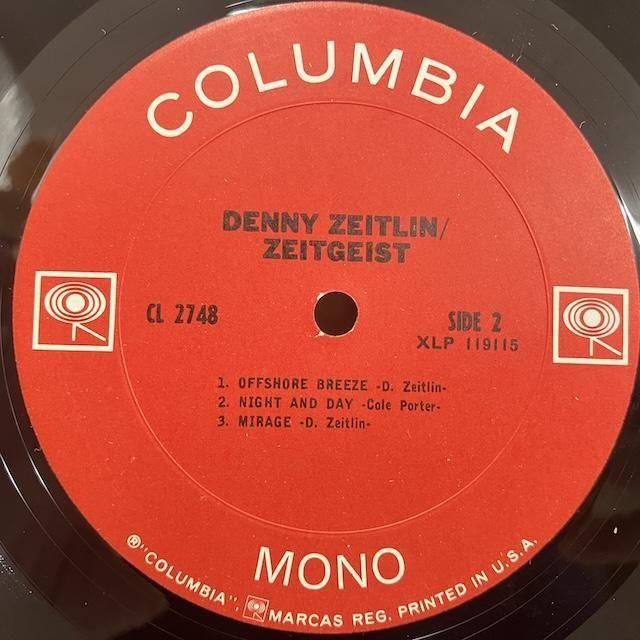 COLUMBIA
DENNY ZEITLIN/
ZEITGEIST
CL 2748
SIDE 2
XLP 119115
1. OFFSHORE BREEZE -D. Zeitlin-
2. NIGHT AND DAY -Cole Porter-
3. MIRAGE -D. Zeitlin-
MONO
®"COLUMBIA", MARCAS REG. PRINTED IN U.S.A.